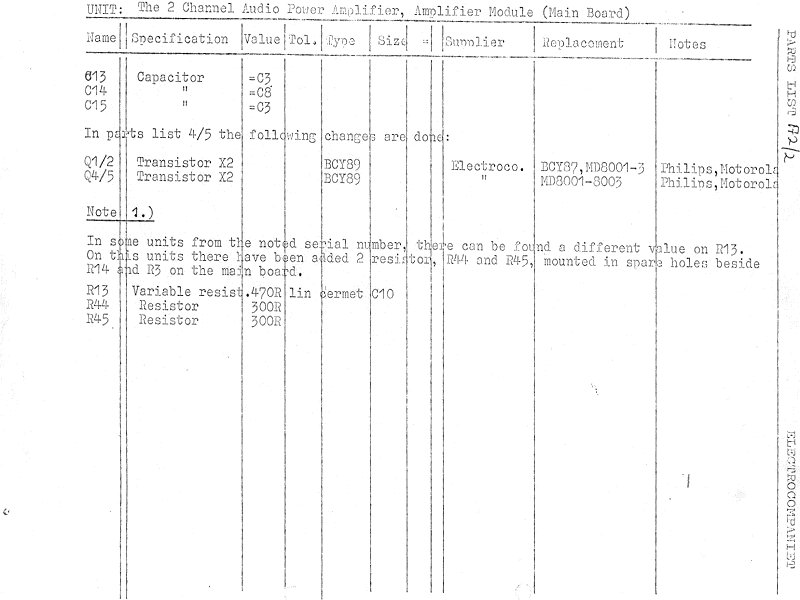 UNIT: The 2 Channel Audio Power Amplifier, Amplifier Module (Main Board)
Name Specification Value Tol. Type Size = Supplier Replacement Notes
C13 Capacitor =C3
C14 " =C8
C15 " =C3
In parts list 4/5 the following changes are done:
Q1/2 Transistor X2 BCY89 Electroco. BCY87,MD8001-3 Philips,Motorola
Q4/5 Transistor X2 BCY89 " MD8001-8003 Philips,Motorola
Note 1.)
In some units from the noted serial number, there can be found a different value on R13.
On this units there have been added 2 resistor, R44 and R45, mounted in spare holes beside
R14 and R3 on the main board.
R13 Variable resist.470R lin cermet C10
R44 Resistor 300R
R45 Resistor 300R
PARTS LIST A2/2
ELECTROCOMPANIET